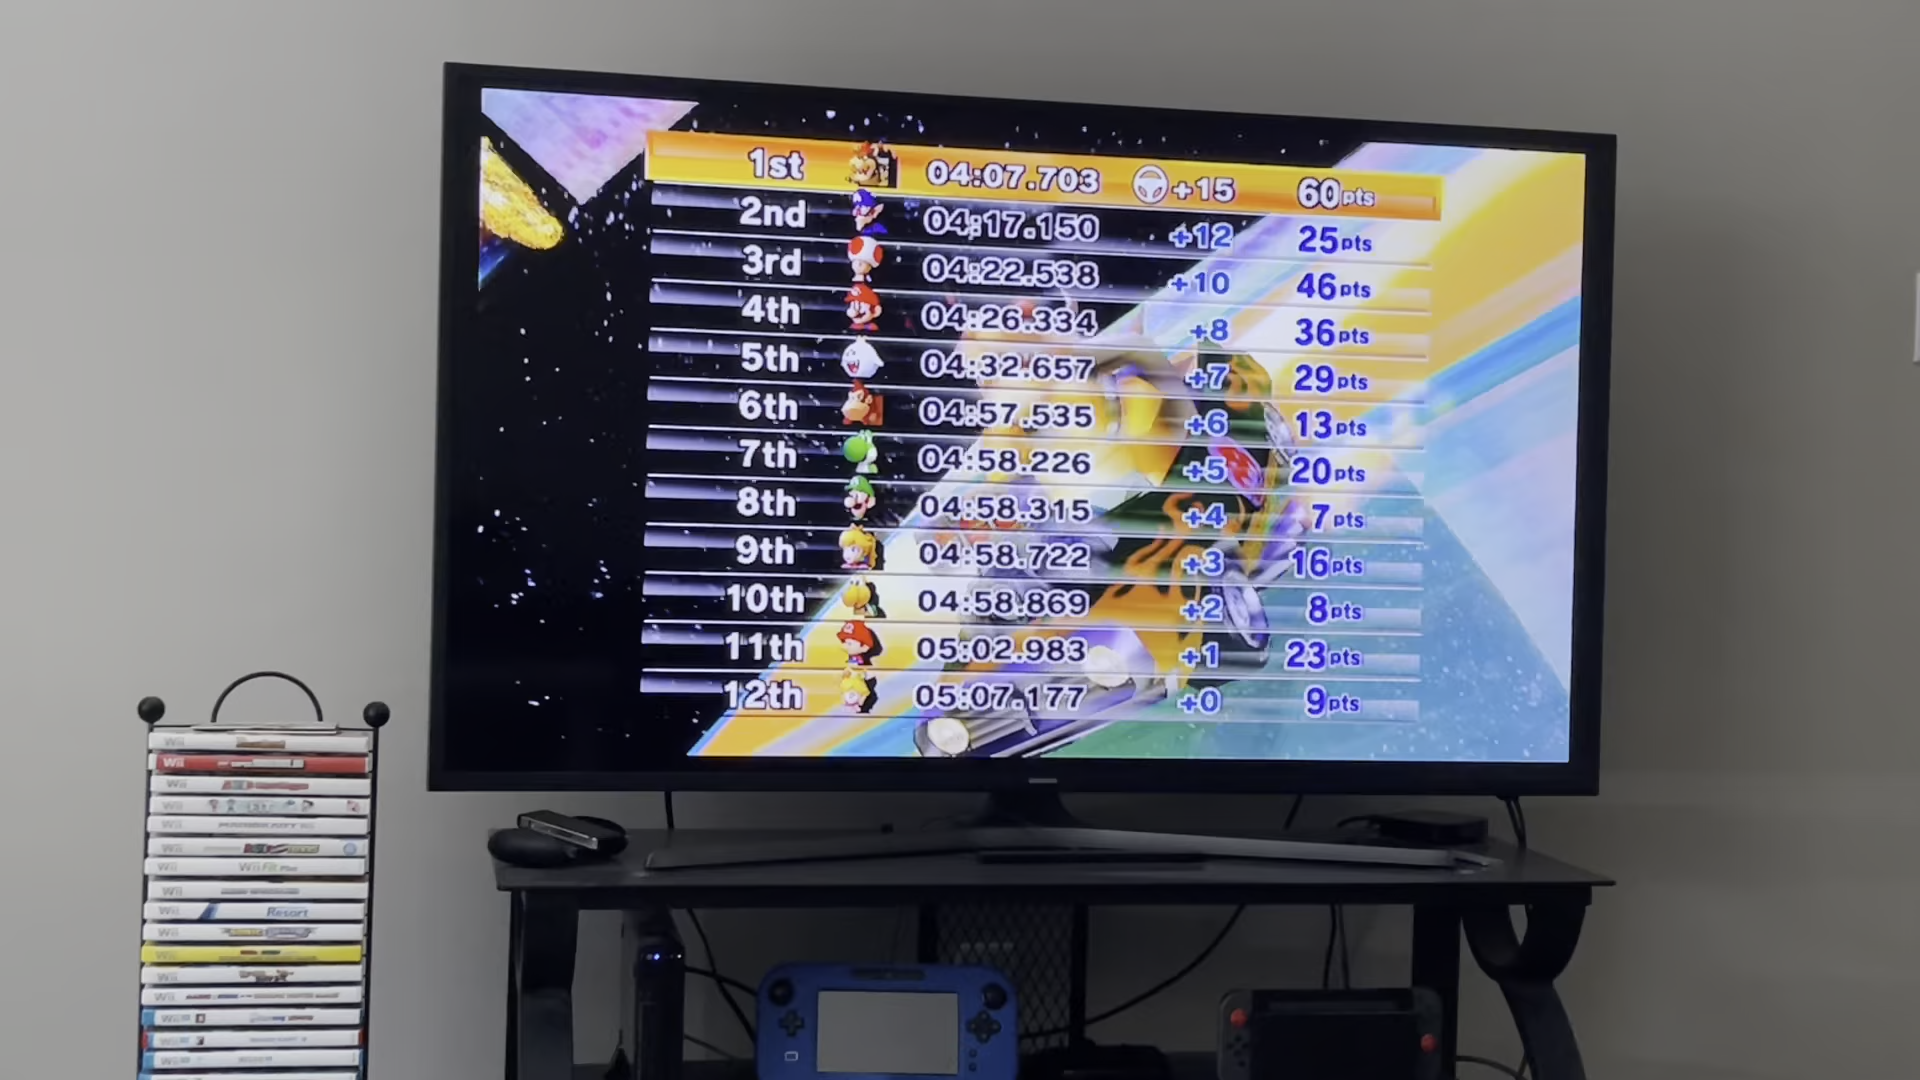 1st 04:07.703 +15 60pts
2nd 04:17.150 +12 25pts
3rd 04:22.538 +10 46pts
4th 04:26.334 +8 36pts
5th 04:32.657 +7 29pts
6th 04:57.535 +6 13pts
7th 04:58.226 +5 20pts
8th 04:58.315 +4 7pts
9th 04:58.722 +3 16pts
10th 04:58.869 +2 8pts
11th 05:02.983 +1 23pts
12th 05:07.177 +0 9pts
Wii
Wii
Wii
Wii
Wii
Wii
Wii Wii Fit Plus
Wii
Wii Resort
Wii
Wii
Wii
Wii